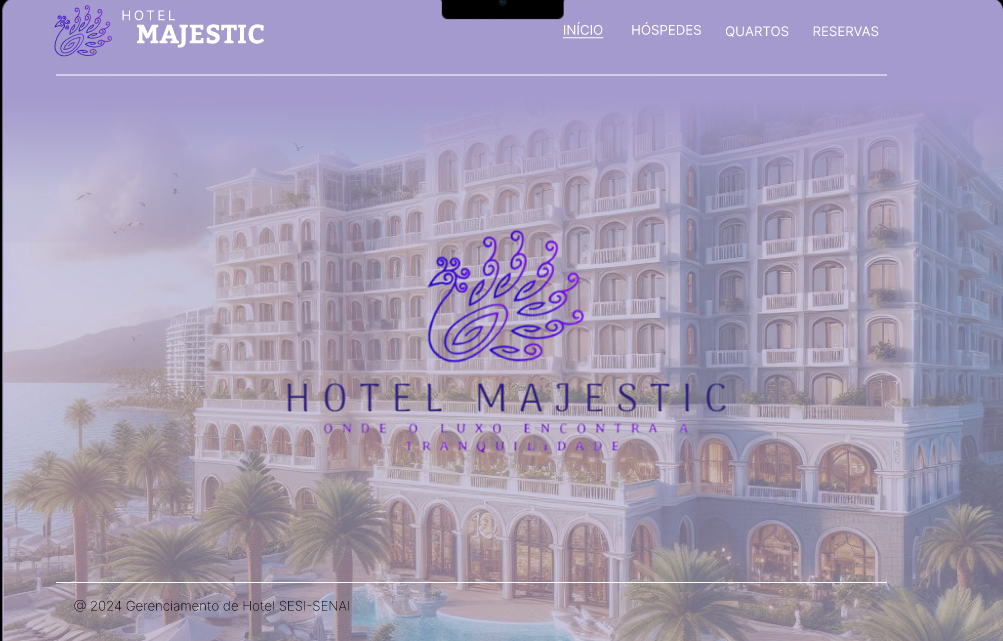 HOTEL
MAJESTIC
INÍCIO HÓSPEDES QUARTOS RESERVAS
HOTEL MAJESTIC
ONDE O LUXO ENCONTRA A
TRANQUILIDADE
@ 2024 Gerenciamento de Hotel SESI-SENAI